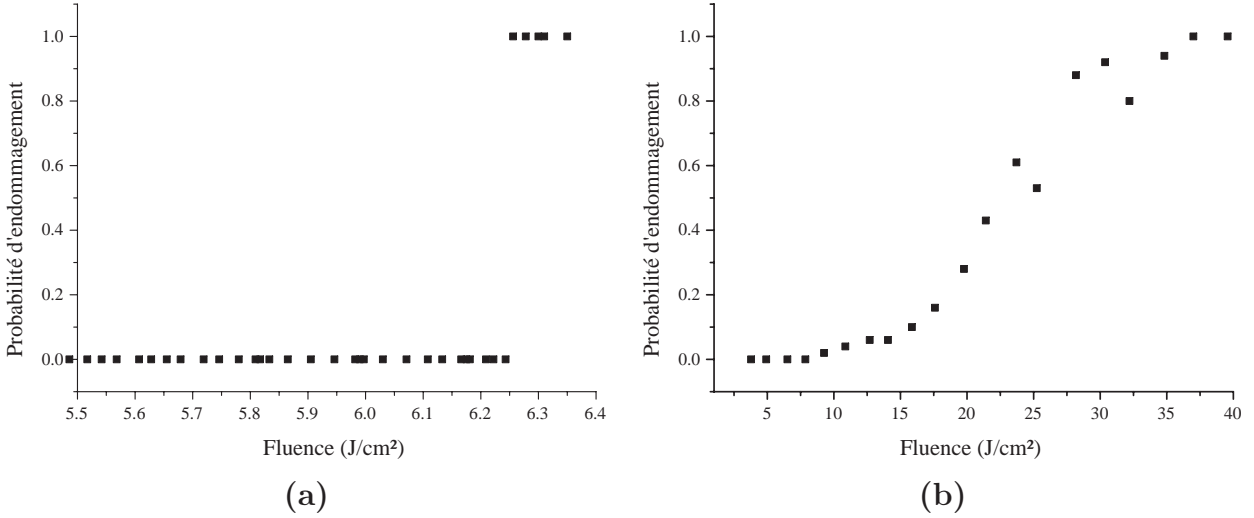 Probabilité d'endommagement
1.0
0.8
0.6
0.4
0.2
0.0
5.5 5.6 5.7 5.8 5.9 6.0 6.1 6.2 6.3 6.4
Fluence (J/cm²)
(a)
Probabilité d'endommagement
1.0
0.8
0.6
0.4
0.2
0.0
5 10 15 20 25 30 35 40
Fluence (J/cm²)
(b)